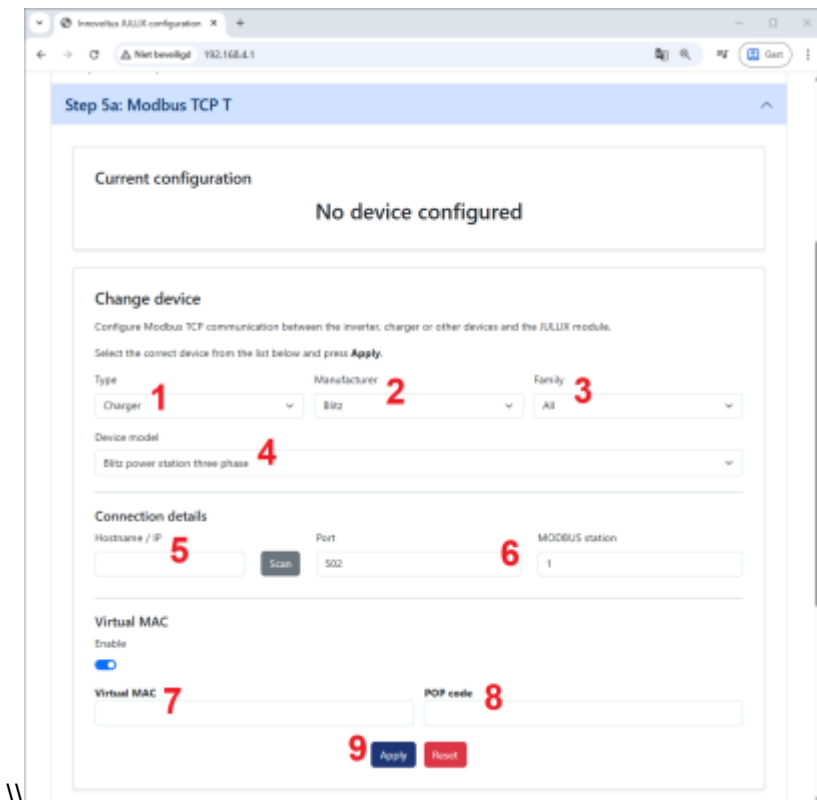 Innovoltus JULLIX configuration
Niet beveiligd 192.168.4.1
Gast
Step 5a: Modbus TCP T
Current configuration
No device configured
Change device
Configure Modbus TCP communication between the inverter, charger or other devices and the JULLIX module.
Select the correct device from the list below and press Apply.
Type Manufacturer Family
1 2 3
Charger Blitz All
Device model
4
Blitz power station three phase
Connection details
Hostname / IP Port MODBUS station
5 6
Scan 502 1
Virtual MAC
Enable
Virtual MAC 7 POP code 8
9 Apply Reset
\\